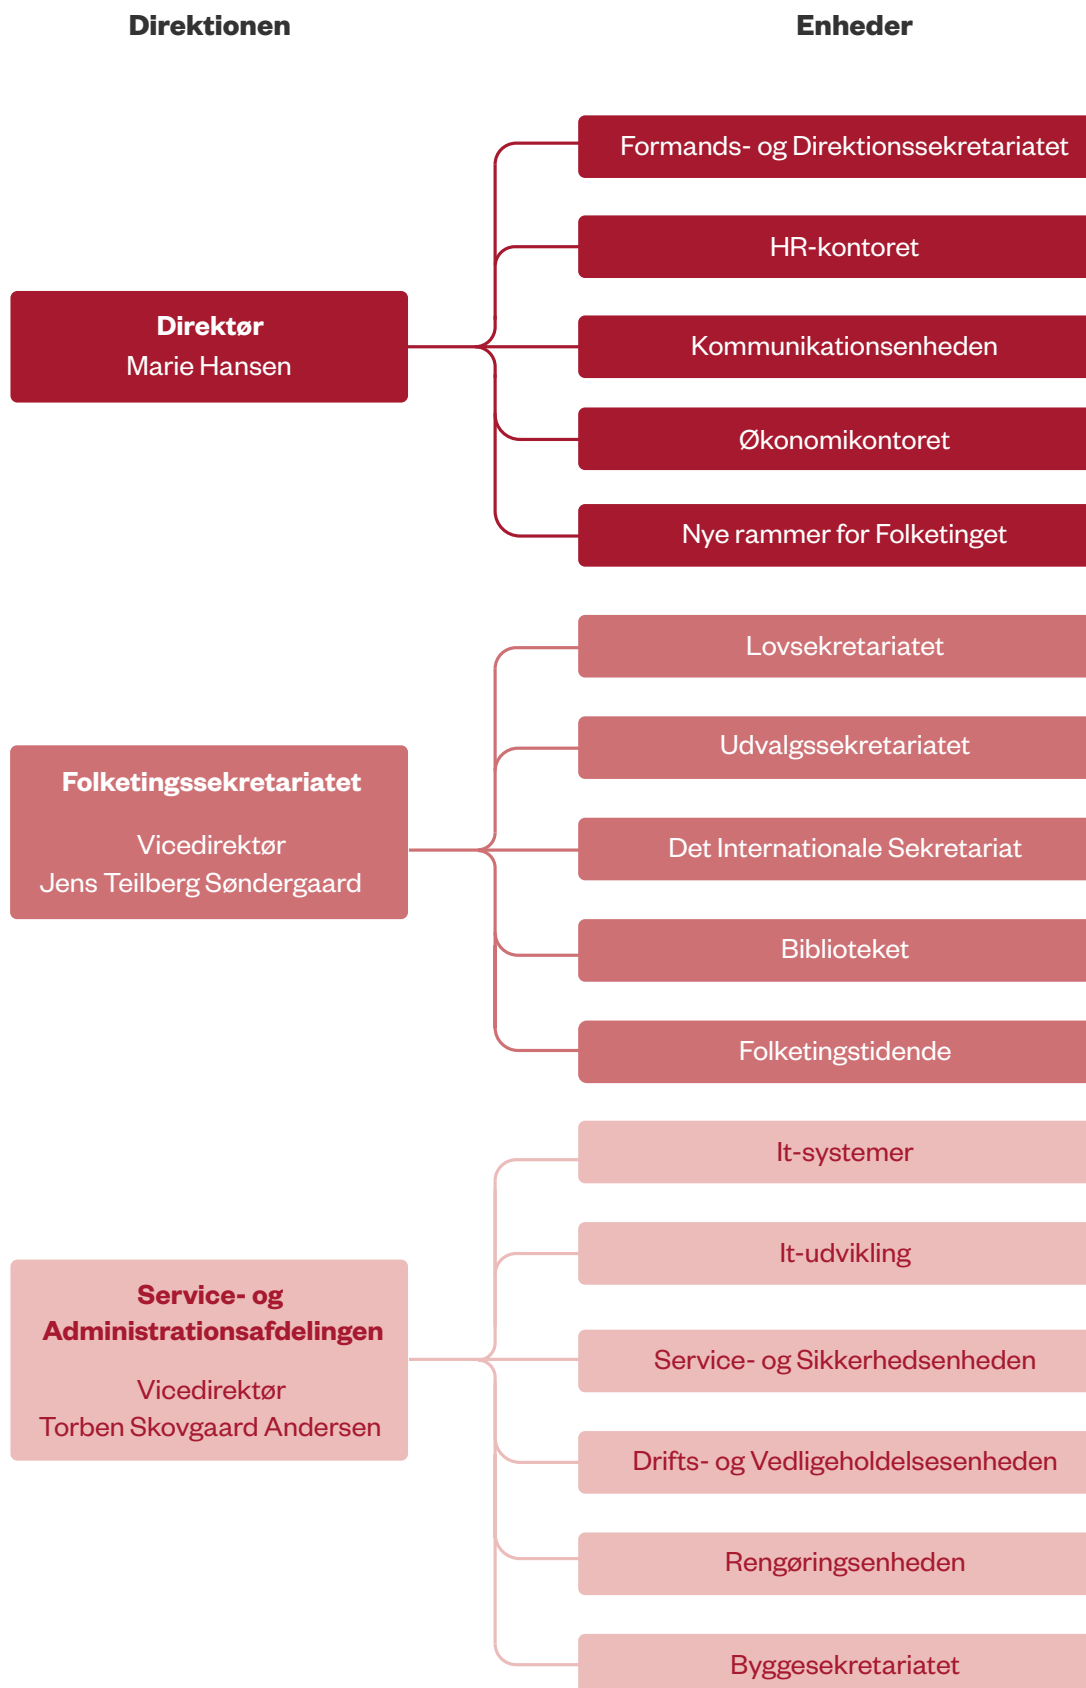 Direktionen
Enheder
Direktør
Marie Hansen
Formands- og Direktionssekretariatet
HR-kontoret
Kommunikationsenheden
Økonomikontoret
Nye rammer for Folketinget
Folketingssekretariatet
Vicedirektør
Jens Teilberg Søndergaard
Lovsekretariatet
Udvalgssekretariatet
Det Internationale Sekretariat
Biblioteket
Folketingstidende
Service- og
Administrationsafdelingen
Vicedirektør
Torben Skovgaard Andersen
It-systemer
It-udvikling
Service- og Sikkerhedsenheden
Drifts- og Vedligeholdelsesenheden
Rengøringsenheden
Byggesekretariatet